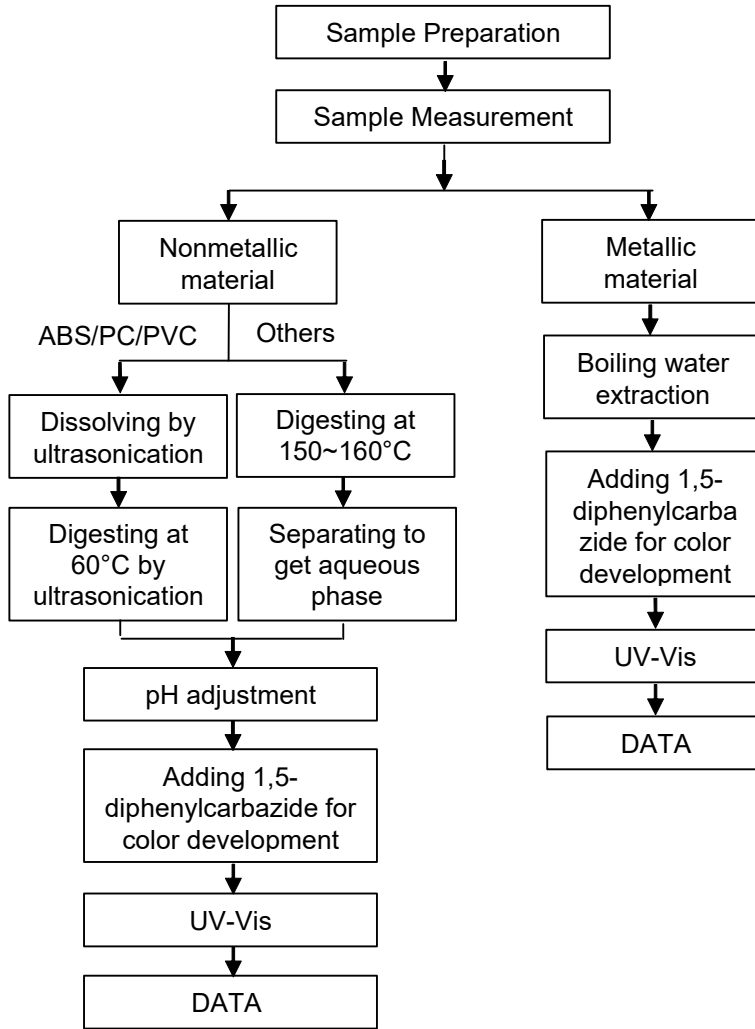 Sample Preparation
Sample Measurement
Nonmetallic
material
Metallic
material
ABS/PC/PVC
Others
Boiling water
extraction
Dissolving by
ultrasonication
Digesting at
150~160°C
Adding 1,5-
diphenylcarba
zide for color
development
Digesting at
60°C by
ultrasonication
Separating to
get aqueous
phase
UV-Vis
pH adjustment
DATA
Adding 1,5-
diphenylcarbazide for
color development
UV-Vis
DATA